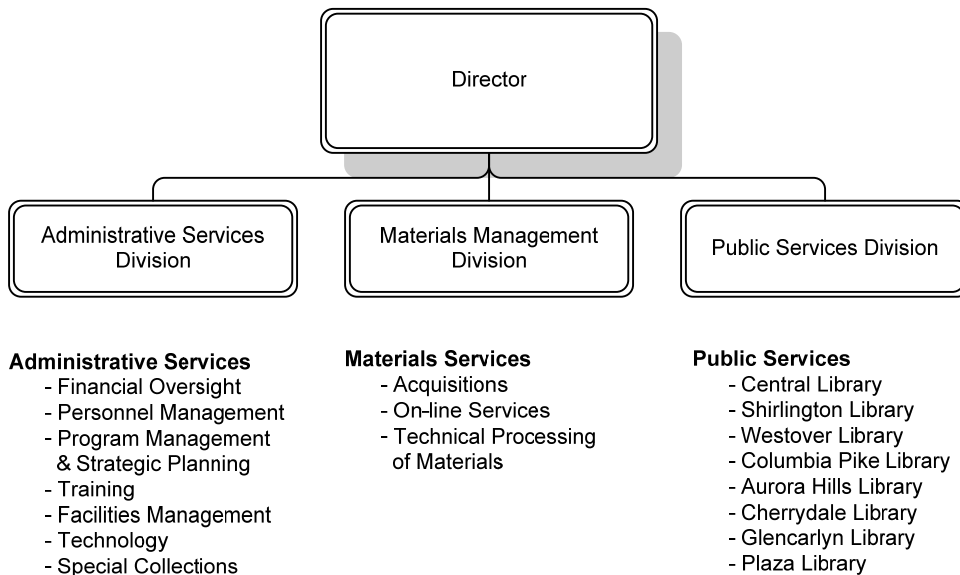 Director
Administrative Services
Division
Materials Management
Division
Public Services Division
Administrative Services
- Financial Oversight
- Personnel Management
- Program Management
& Strategic Planning
- Training
- Facilities Management
- Technology
- Special Collections
Materials Services
- Acquisitions
- On-line Services
- Technical Processing
of Materials
Public Services
- Central Library
- Shirlington Library
- Westover Library
- Columbia Pike Library
- Aurora Hills Library
- Cherrydale Library
- Glencarlyn Library
- Plaza Library